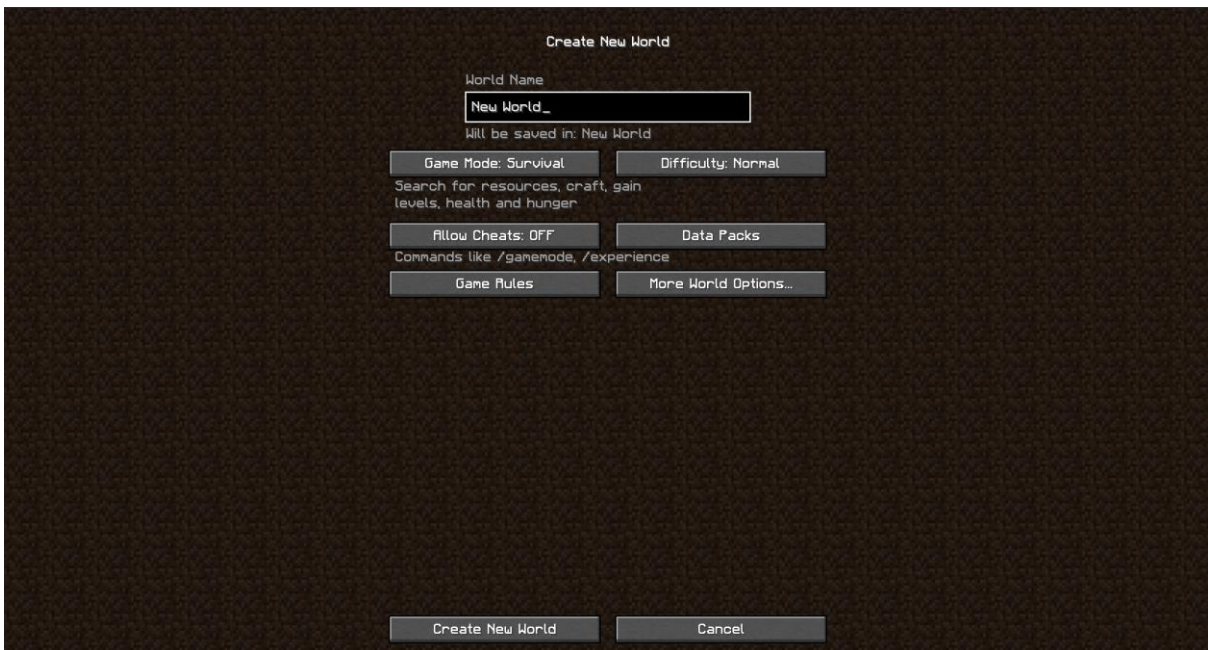 Create New World
World Name
New World_
Will be saved in: New World
Game Mode: Survival
Difficulty: Normal
Search for resources, craft, gain
levels, health and hunger
Allow Cheats: OFF
Data Packs
Commands like /gamemode, /experience
Game Rules
More World Options...
Create New World
Cancel